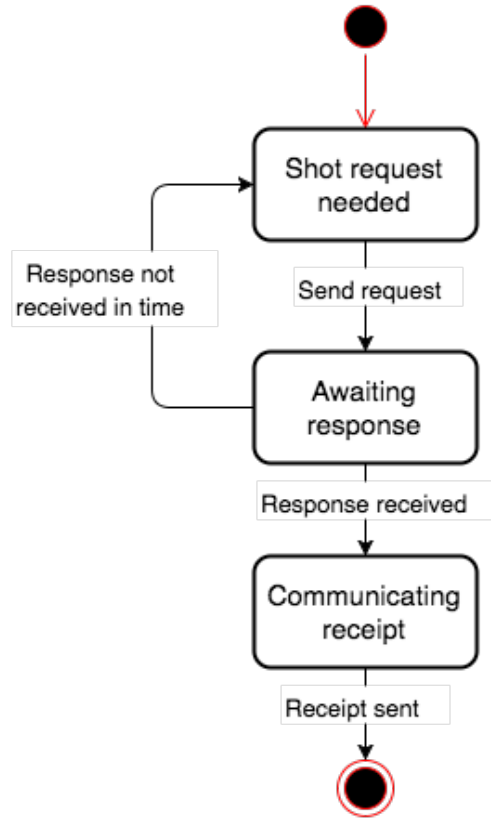 Shot request
needed
Send request
Response not
received in time
Awaiting
response
Response received
Communicating
receipt
Receipt sent